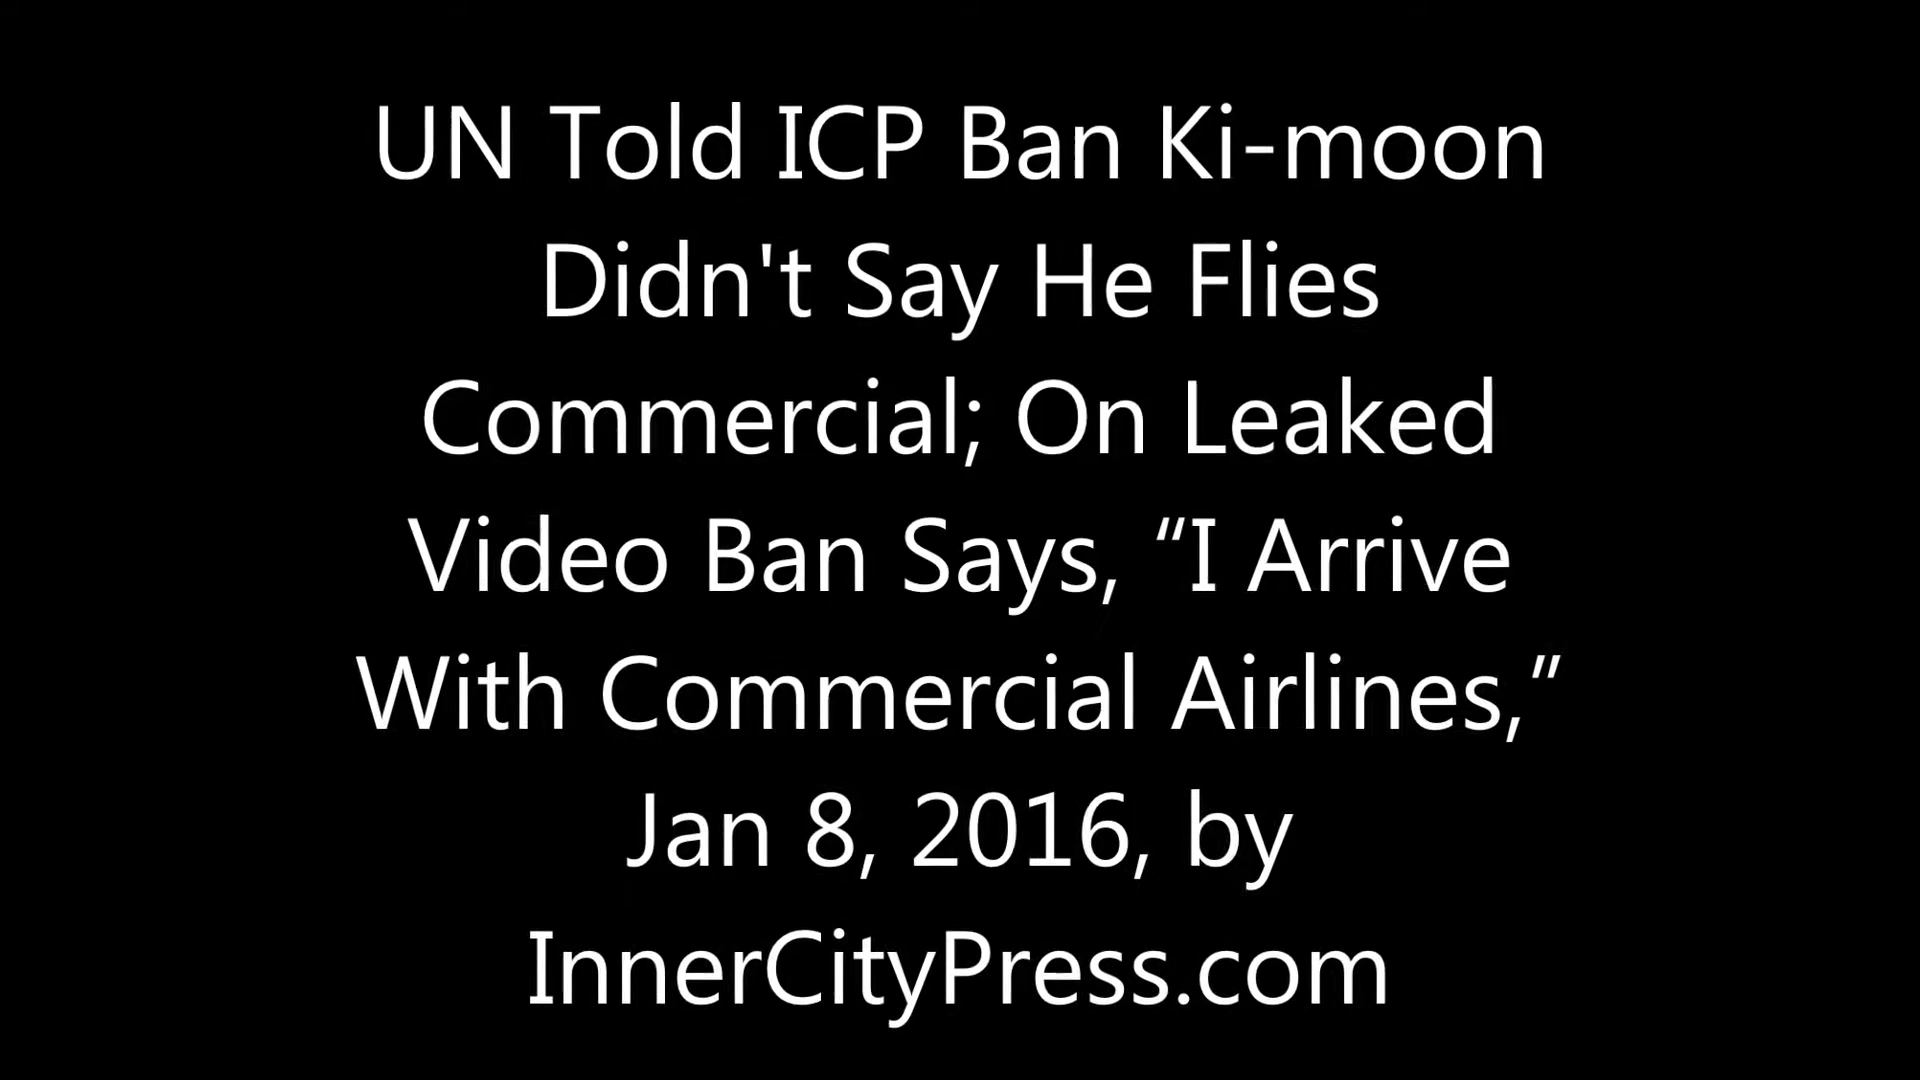 UN Told ICP Ban Ki-moon
Didn't Say He Flies
Commercial; On Leaked
Video Ban Says, “I Arrive
With Commercial Airlines,”
Jan 8, 2016, by
InnerCityPress.com